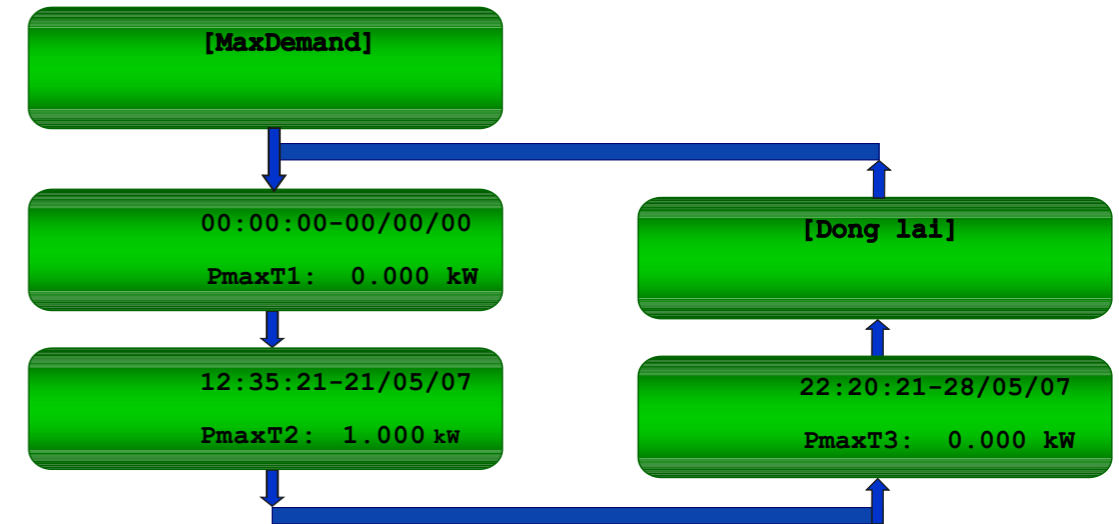 [MaxDemand]
00:00:00-00/00/00
PmaxT1: 0.000 kW
12:35:21-21/05/07
PmaxT2: 1.000 kW
22:20:21-28/05/07
PmaxT3: 0.000 kW
[Dong lai]